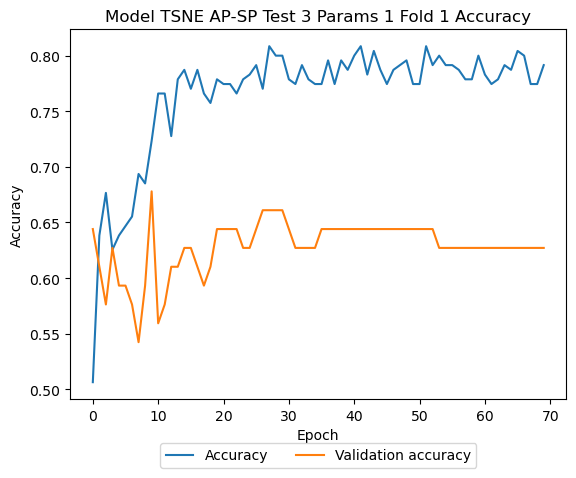 Model TSNE AP-SP Test 3 Params 1 Fold 1 Accuracy
0.80
0.75
0.70
0.65
0.60
0.55
0.50
Accuracy
0 10 20 30 40 50 60 70
Epoch
Accuracy Validation accuracy